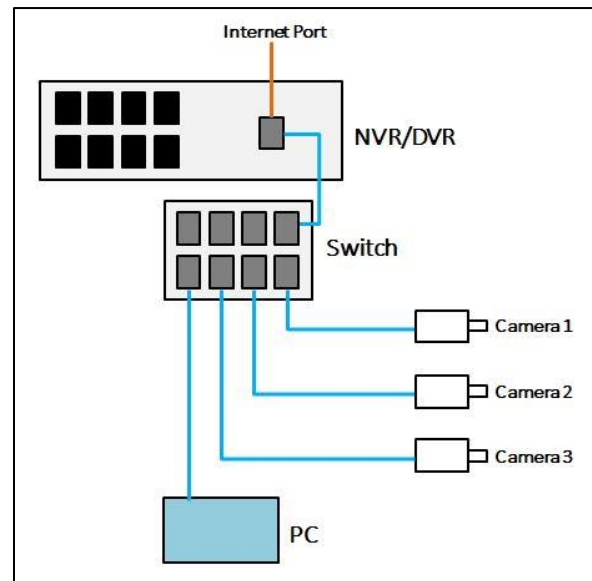 Internet Port
NVR/DVR
Switch
Camera 1
Camera 2
Camera 3
PC